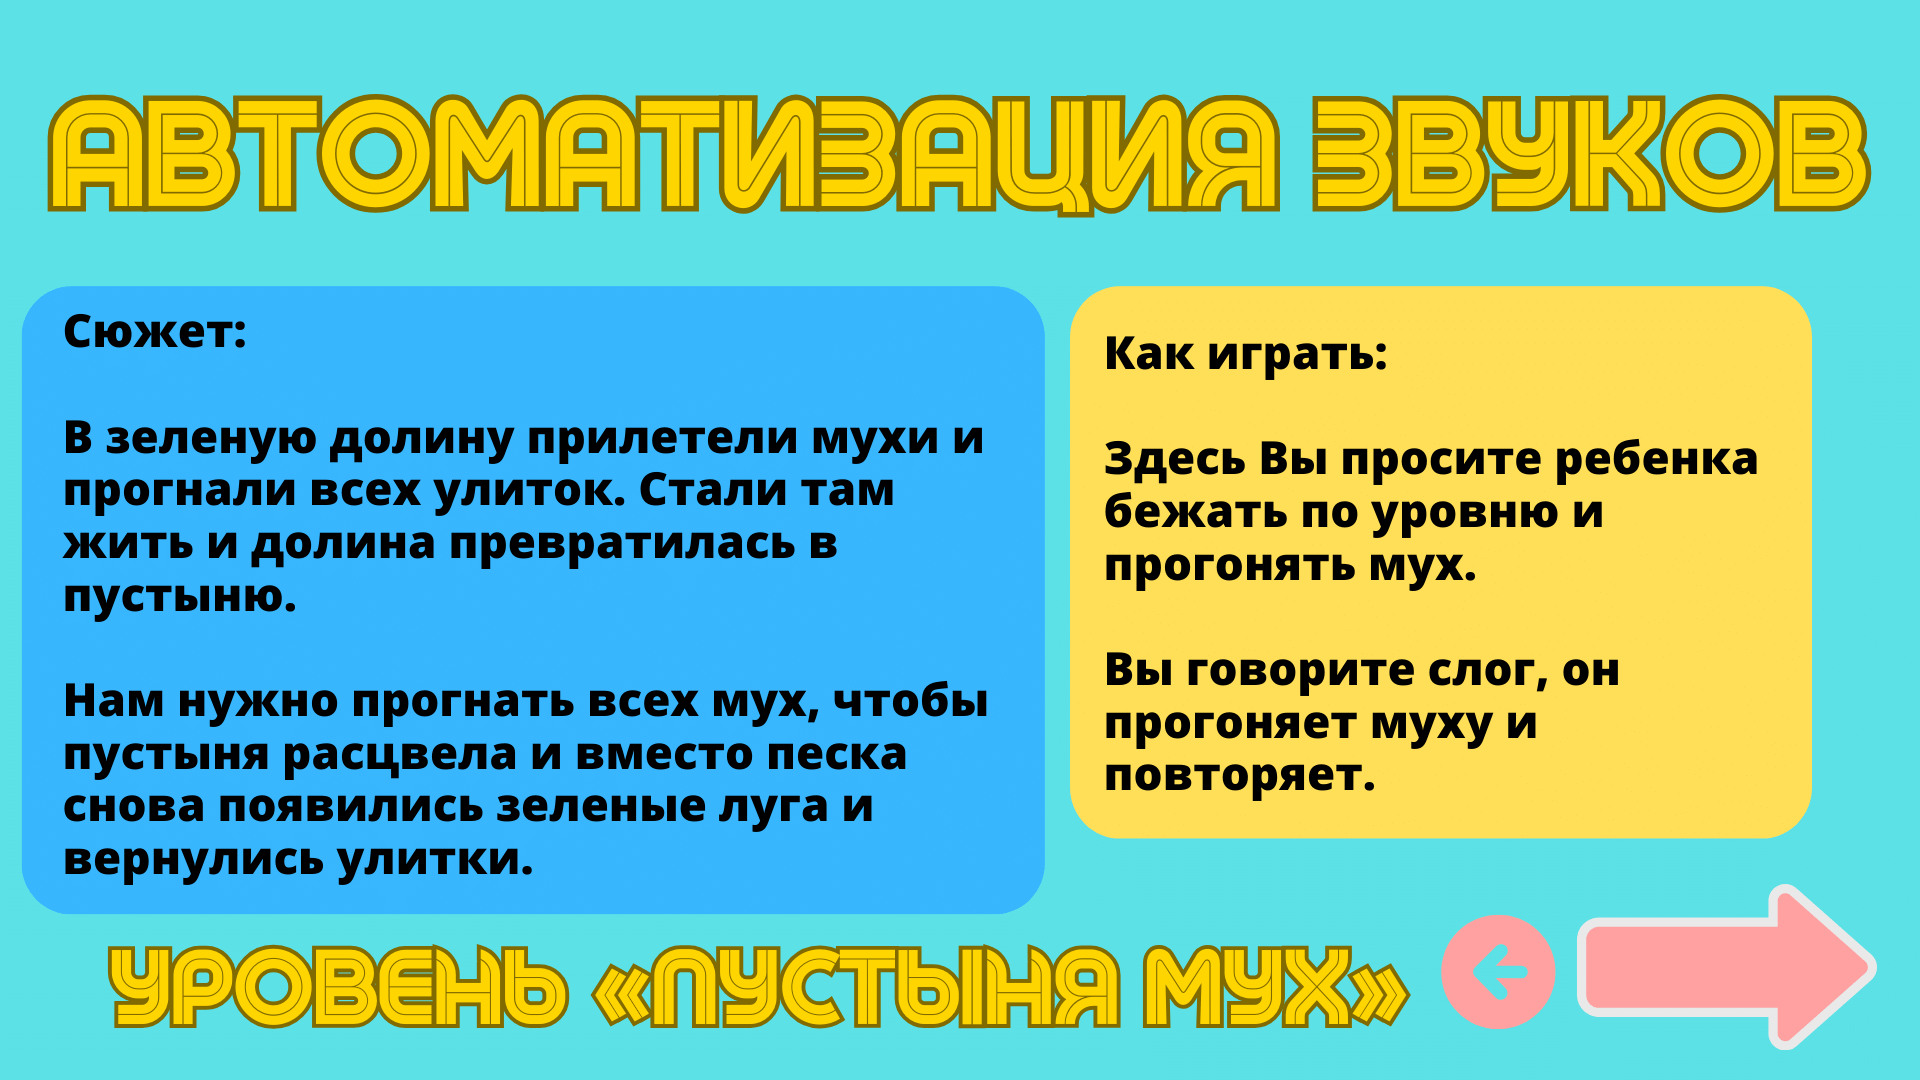 АВТОМАТИЗАЦИЯ ЗВУКОВ
Сюжет:
В зеленую долину прилетели мухи и
прогнали всех улиток. Стали там
жить и долина превратилась в
пустыню.
Нам нужно прогнать всех мух, чтобы
пустыня расцвела и вместо песка
снова появились зеленые луга и
вернулись улитки.
Как играть:
Здесь Вы просите ребенка
бежать по уровню и
прогонять мух.
Вы говорите слог, он
прогоняет муху и
повторяет.
УРОВЕНЬ «ПУСТЫНЯ МУХ»